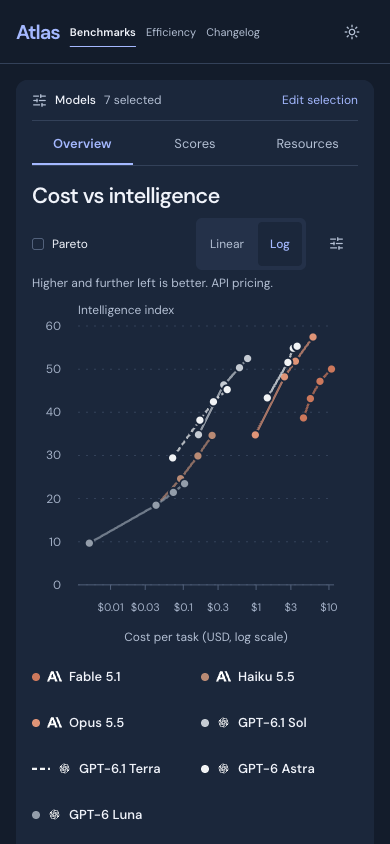 Atlas Benchmarks Efficiency Changelog
Models 7 selected Edit selection
Overview Scores Resources
Cost vs intelligence
Pareto Linear Log
Higher and further left is better. API pricing.
Intelligence index
60
50
40
30
20
10
0
$0.01 $0.03 $0.1 $0.3 $1 $3 $10
Cost per task (USD, log scale)
Fable 5.1 Haiku 5.5
Opus 5.5 GPT-6.1 Sol
GPT-6.1 Terra GPT-6 Astra
GPT-6 Luna